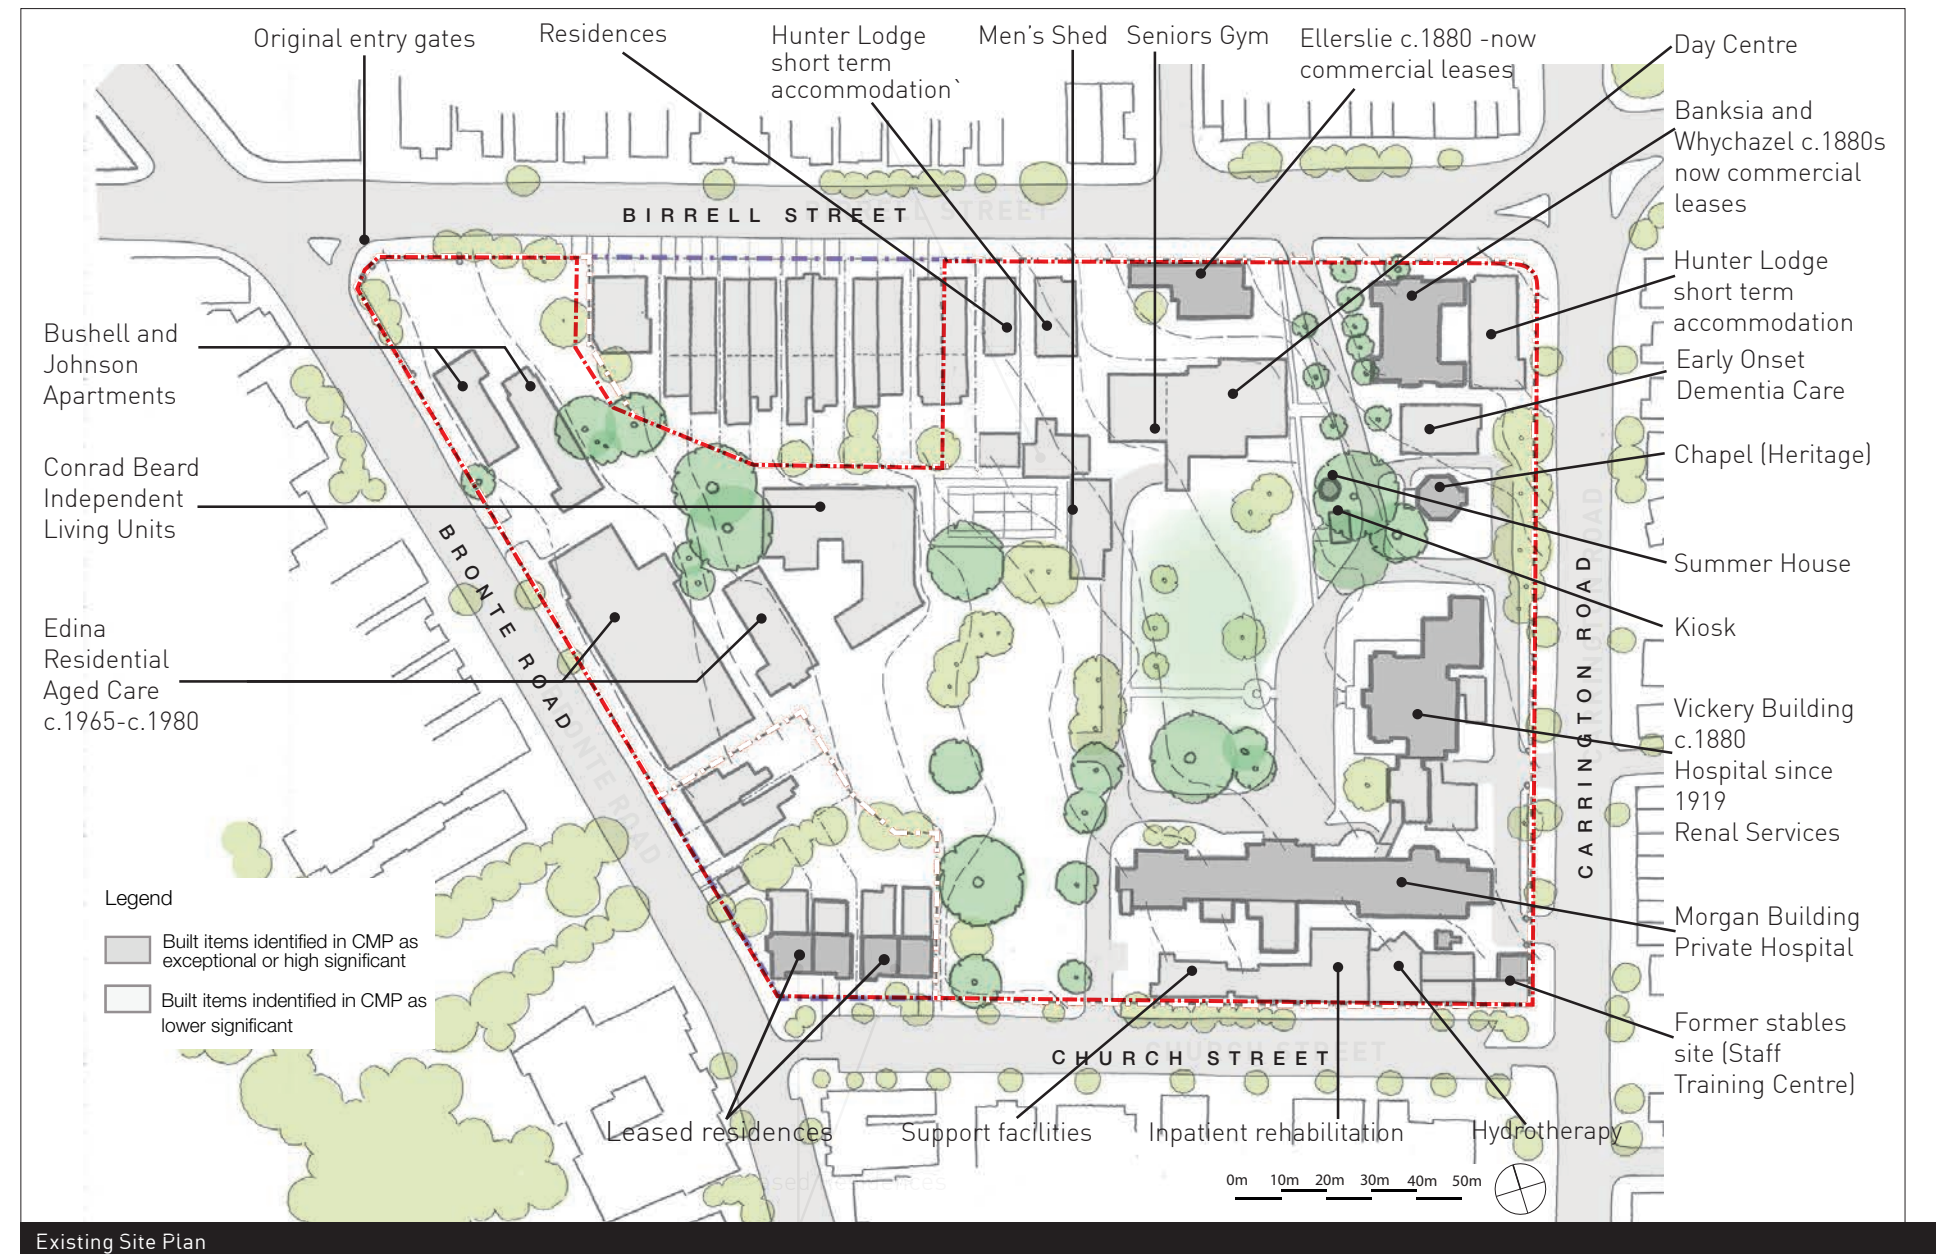 Original entry gates
Residences
Hunter Lodge
short term
accommodation`
Men's Shed
Seniors Gym
Ellerslie c.1880 -now
commercial leases
Day Centre
Banksia and
Whychazel c.1880s
now commercial
leases
BIRRELL STREET
Hunter Lodge
short term
accommodation
Early Onset
Dementia Care
Bushell and
Johnson
Apartments
Chapel (Heritage)
Conrad Beard
Independent
Living Units
Summer House
BRONTE ROAD
CARRINGTON ROAD
Kiosk
Edina
Residential
Aged Care
c.1965-c.1980
Vickery Building
c.1880
Hospital since
1919
Renal Services
Legend
Built items identified in CMP as
exceptional or high significant
Built items indentified in CMP as
lower significant
Morgan Building
Private Hospital
Former stables
site (Staff
Training Centre)
CHURCH STREET
Leased residences
Support facilities
Inpatient rehabilitation
Hydrotherapy
0m 10m 20m 30m 40m 50m
Existing Site Plan